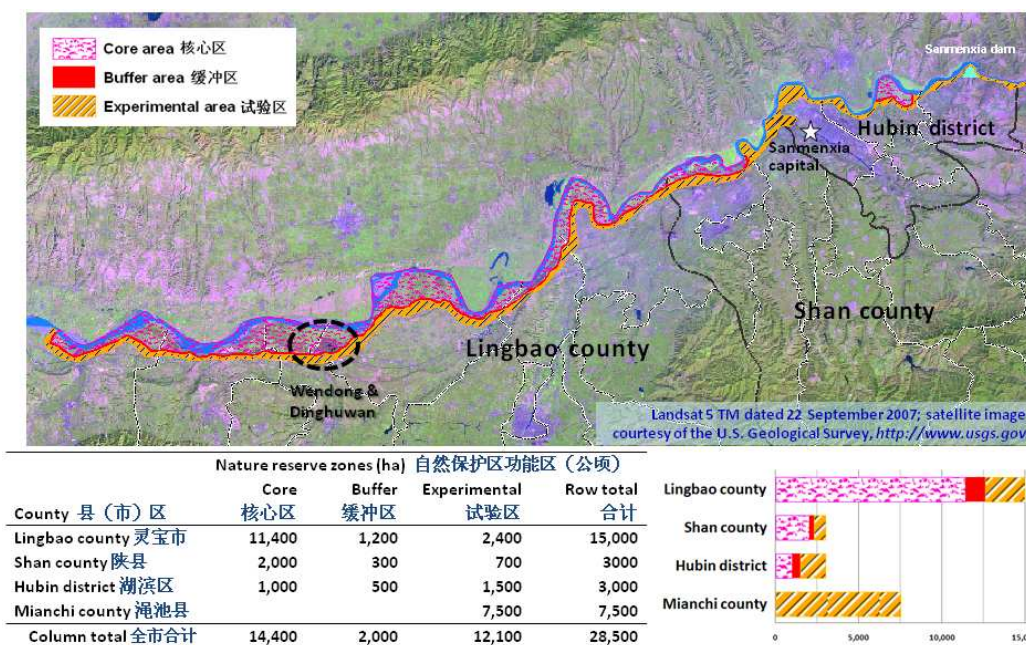 Core area 核心区
Buffer area 缓冲区
Experimental area 试验区
Sanmenxia dam
Hubin district
Sanmenxia
capital
Shan county
Lingbao county
Wendong &
Dinghuwan
Landsat 5 TM dated 22 September 2007; satellite image
courtesy of the U.S. Geological Survey, http://www.usgs.gov
Nature reserve zones (ha) 自然保护区功能区（公顷）
Core Buffer Experimental Row total
County 县（市）区 核心区 缓冲区 试验区 合计
Lingbao county 灵宝市 11,400 1,200 2,400 15,000
Shan county 陕县 2,000 300 700 3000
Hubin district 湖滨区 1,000 500 1,500 3,000
Mianchi county 渑池县 7,500 7,500
Column total 全市合计 14,400 2,000 12,100 28,500
Lingbao county
Shan county
Hubin district
Mianchi county
0 5,000 10,000 15,0